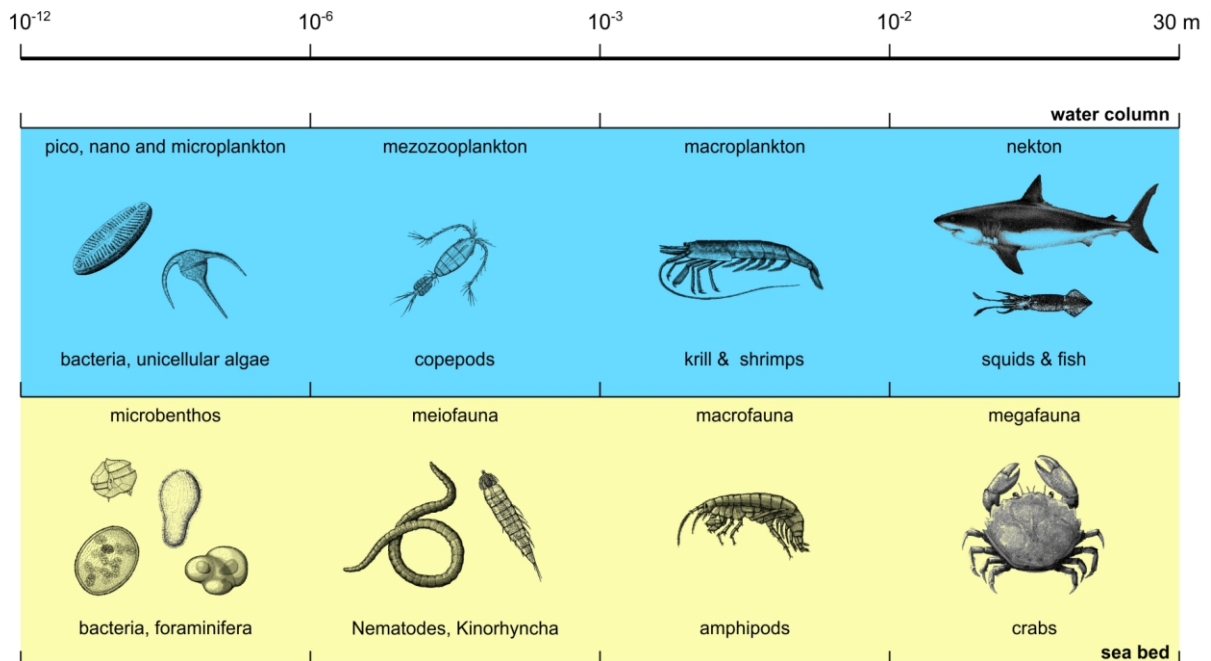 10-12 10-6 10-3 10-2 30 m
water column
pico, nano and microplankton mezozooplankton macroplankton nekton
bacteria, unicellular algae copepods krill & shrimps squids & fish
microbenthos meiofauna macrofauna megafauna
bacteria, foraminifera Nematodes, Kinorhyncha amphipods crabs
sea bed